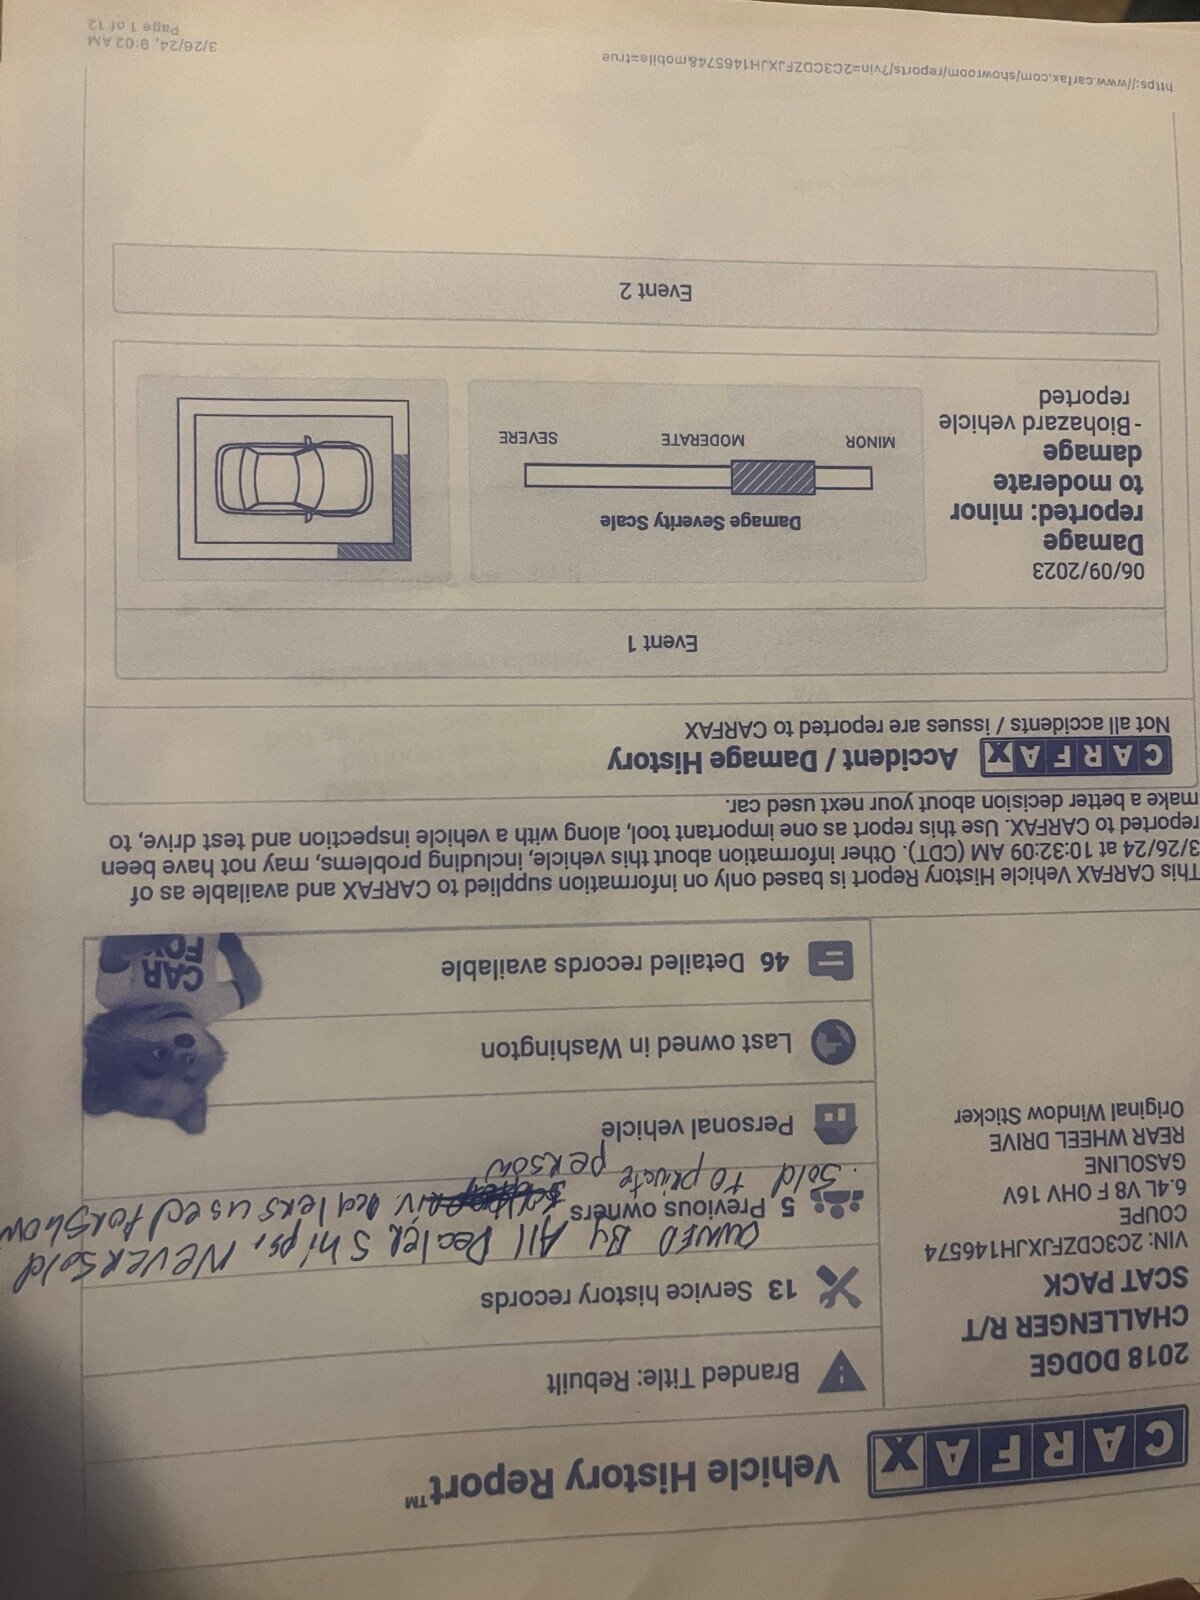 CARFAX Vehicle History Report™
2018 DODGE
CHALLENGER R/T
SCAT PACK
VIN: 2C3CDZFJXJH146574
COUPE
6.4L V8 F OHV 16V
GASOLINE
REAR WHEEL DRIVE
Original Window Sticker
Branded Title: Rebuilt
13 Service history records
OWNED By All DealerShips, NEVER Sold
5 Previous owners dealers used for Show
. Sold to private person
Personal vehicle
Last owned in Washington
46 Detailed records available
CAR
FOX
This CARFAX Vehicle History Report is based only on information supplied to CARFAX and available as of
3/26/24 at 10:32:09 AM (CDT). Other information about this vehicle, including problems, may not have been
reported to CARFAX. Use this report as one important tool, along with a vehicle inspection and test drive, to
make a better decision about your next used car.
CARFAX Accident / Damage History
Not all accidents / issues are reported to CARFAX
Event 1
06/09/2023
Damage
reported: minor
to moderate
damage
-Biohazard vehicle
reported
Damage Severity Scale
MINOR MODERATE SEVERE
Event 2
https://www.carfax.com/showroom/reports/?vin=2C3CDZFJXJH146574&mobile=true
3/26/24, 9:02 AM
Page 1 of 12